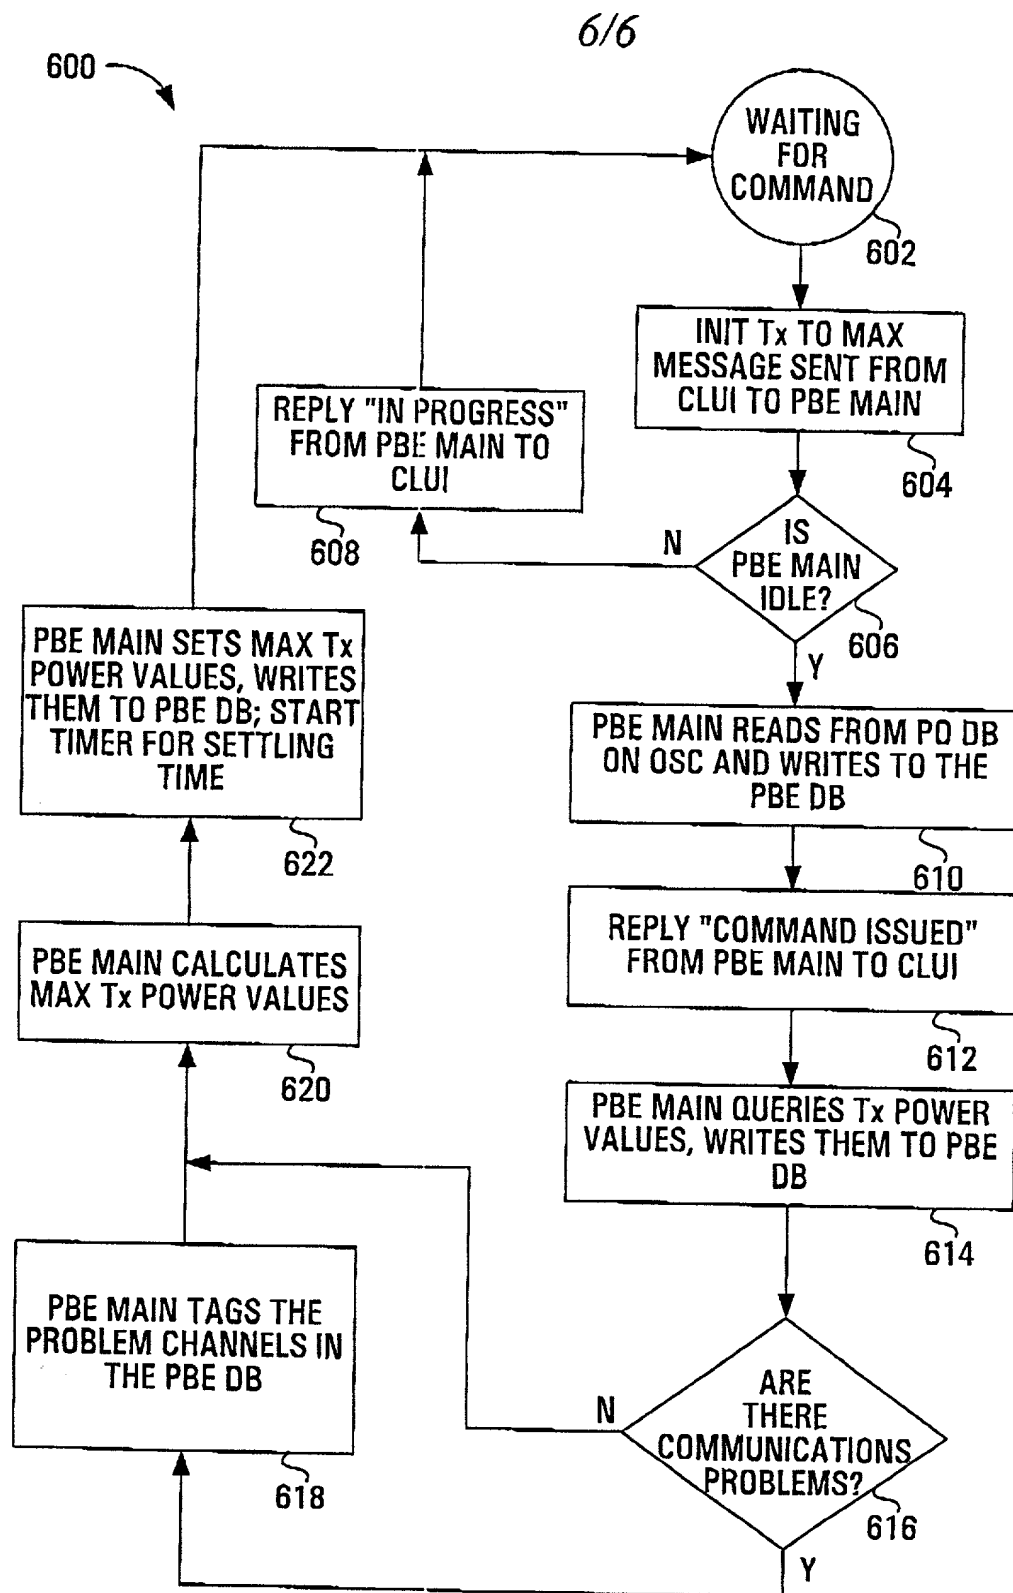 6/6
600
WAITING
FOR
COMMAND
602
INIT Tx TO MAX
MESSAGE SENT FROM
CLUI TO PBE MAIN
604
REPLY "IN PROGRESS"
FROM PBE MAIN TO
CLUI
608
N
IS
PBE MAIN
IDLE?
606
Y
PBE MAIN SETS MAX Tx
POWER VALUES, WRITES
THEM TO PBE DB; START
TIMER FOR SETTLING
TIME
622
PBE MAIN READS FROM PO DB
ON OSC AND WRITES TO THE
PBE DB
610
REPLY "COMMAND ISSUED"
FROM PBE MAIN TO CLUI
612
PBE MAIN CALCULATES
MAX Tx POWER VALUES
620
PBE MAIN QUERIES Tx POWER
VALUES, WRITES THEM TO PBE
DB
614
PBE MAIN TAGS THE
PROBLEM CHANNELS IN
THE PBE DB
618
N
ARE
THERE
COMMUNICATIONS
PROBLEMS?
616
Y